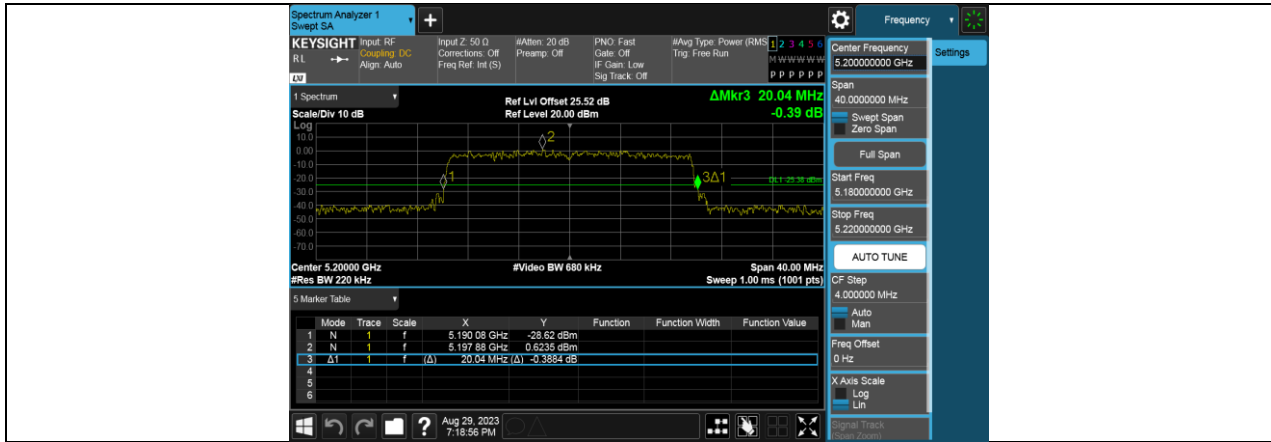 Spectrum Analyzer 1
Swept SA
+
Frequency
KEYSIGHT
RL
LXI
Input: RF
Coupling: DC
Align: Auto
Input Z: 50 Ω
Corrections: Off
Freq Ref: Int (S)
#Atten: 20 dB
Preamp: Off
PNO: Fast
Gate: Off
IF Gain: Low
Sig Track: Off
#Avg Type: Power (RMS
Trig: Free Run
1 2 3 4 5 6
M W W W W W
P P P P P P
1 Spectrum
Scale/Div 10 dB
Ref Lvl Offset 25.52 dB
Ref Level 20.00 dBm
ΔMkr3 20.04 MHz
-0.39 dB
Log
10.0
0.00
-10.0
-20.0
-30.0
-40.0
-50.0
-60.0
-70.0
1
2
3Δ1
DL1 -25.38 dBm
Center 5.20000 GHz
#Video BW 680 kHz
Span 40.00 MHz
#Res BW 220 kHz
Sweep 1.00 ms (1001 pts)
5 Marker Table
Mode Trace Scale X Y Function Function Width Function Value
1 N 1 f 5.190 08 GHz -28.62 dBm
2 N 1 f 5.197 88 GHz 0.6235 dBm
3 Δ1 1 f (Δ) 20.04 MHz (Δ) -0.3884 dB
4
5
6
?
Aug 29, 2023
7:18:56 PM
Center Frequency
5.200000000 GHz
Settings
Span
40.0000000 MHz
Swept Span
Zero Span
Full Span
Start Freq
5.180000000 GHz
Stop Freq
5.220000000 GHz
AUTO TUNE
CF Step
4.000000 MHz
Auto
Man
Freq Offset
0 Hz
X Axis Scale
Log
Lin
Signal Track
(Span Zoom)